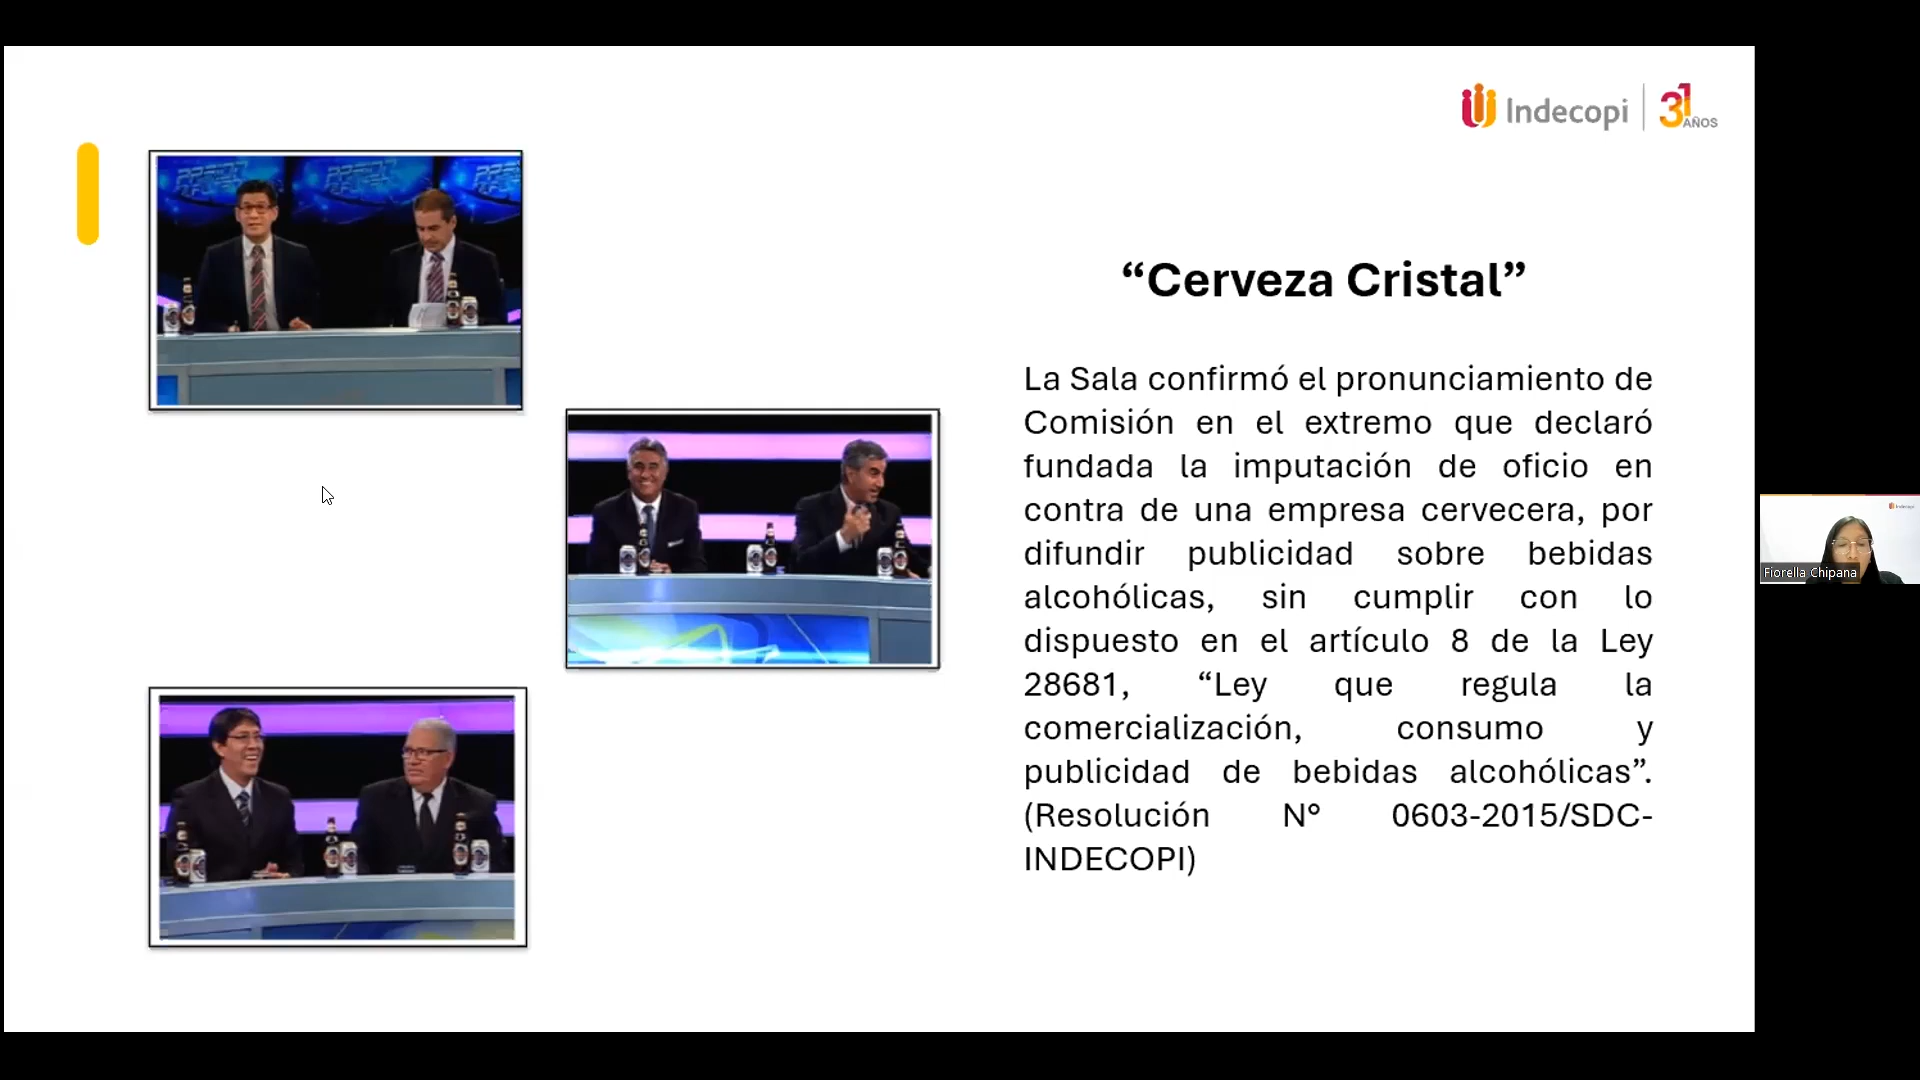 Indecopi
31 AÑOS
“Cerveza Cristal”
La Sala confirmó el pronunciamiento de
Comisión en el extremo que declaró
fundada la imputación de oficio en
contra de una empresa cervecera, por
difundir publicidad sobre bebidas
alcohólicas, sin cumplir con lo
dispuesto en el artículo 8 de la Ley
28681, “Ley que regula la
comercialización, consumo y
publicidad de bebidas alcohólicas”.
(Resolución N° 0603-2015/SDC-
INDECOPI)
Fiorella Chipana